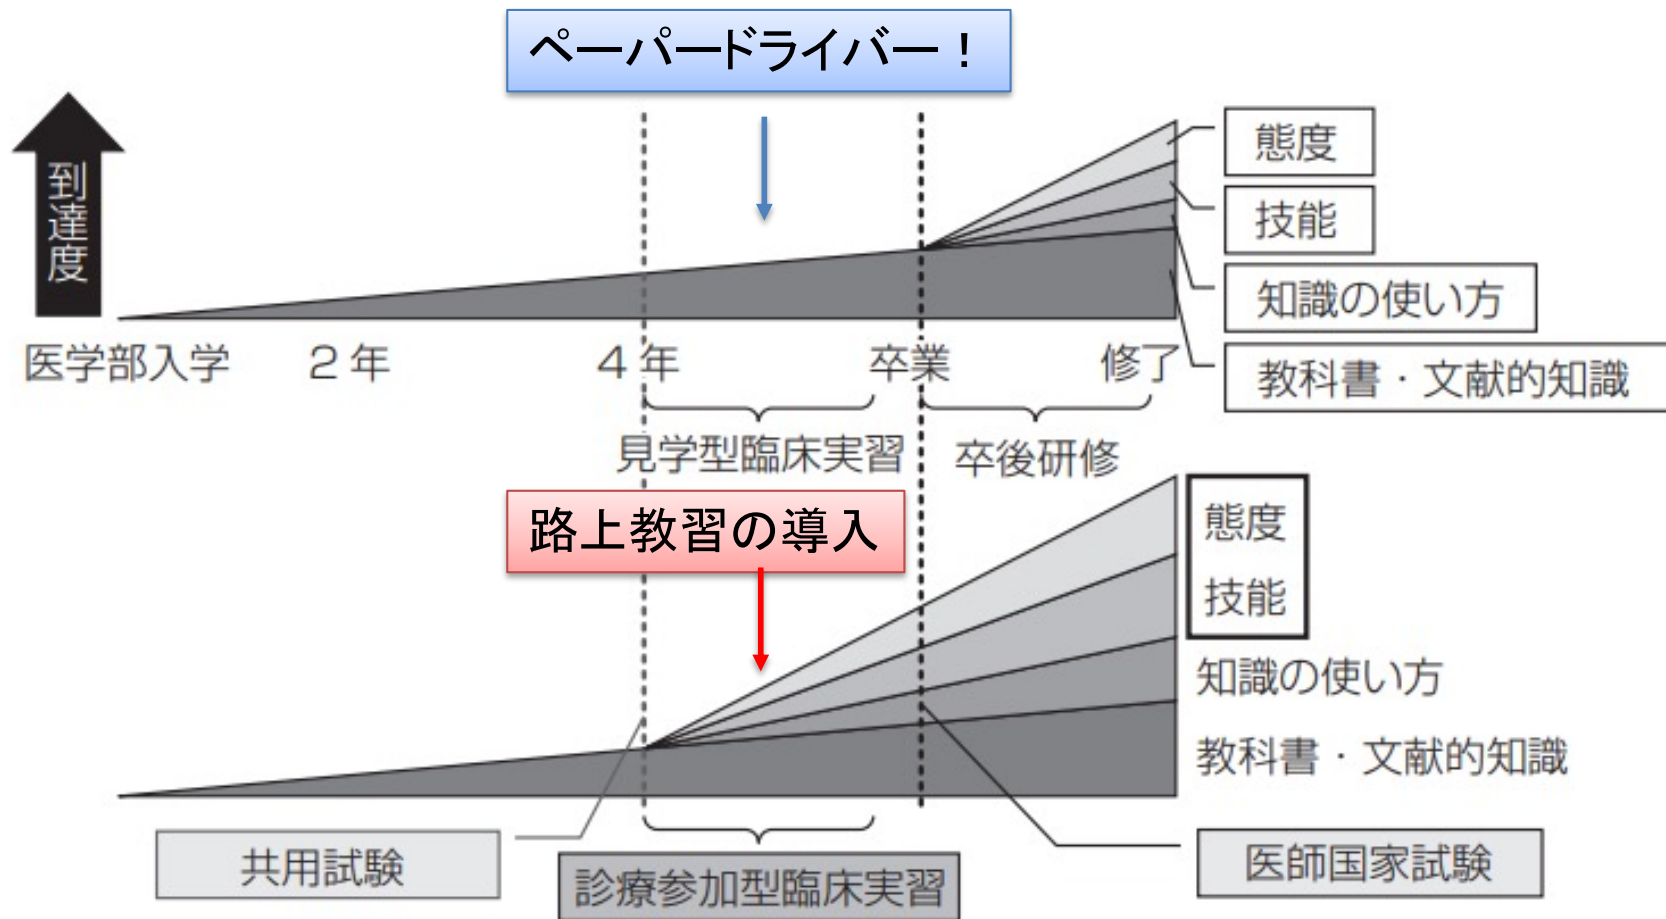 ペーパードライバー！
到達度
態度
技能
知識の使い方
教科書・文献的知識
医学部入学 2年 4年 卒業 修了
見学型臨床実習 卒後研修
路上教習の導入
態度
技能
知識の使い方
教科書・文献的知識
共用試験
診療参加型臨床実習
医師国家試験